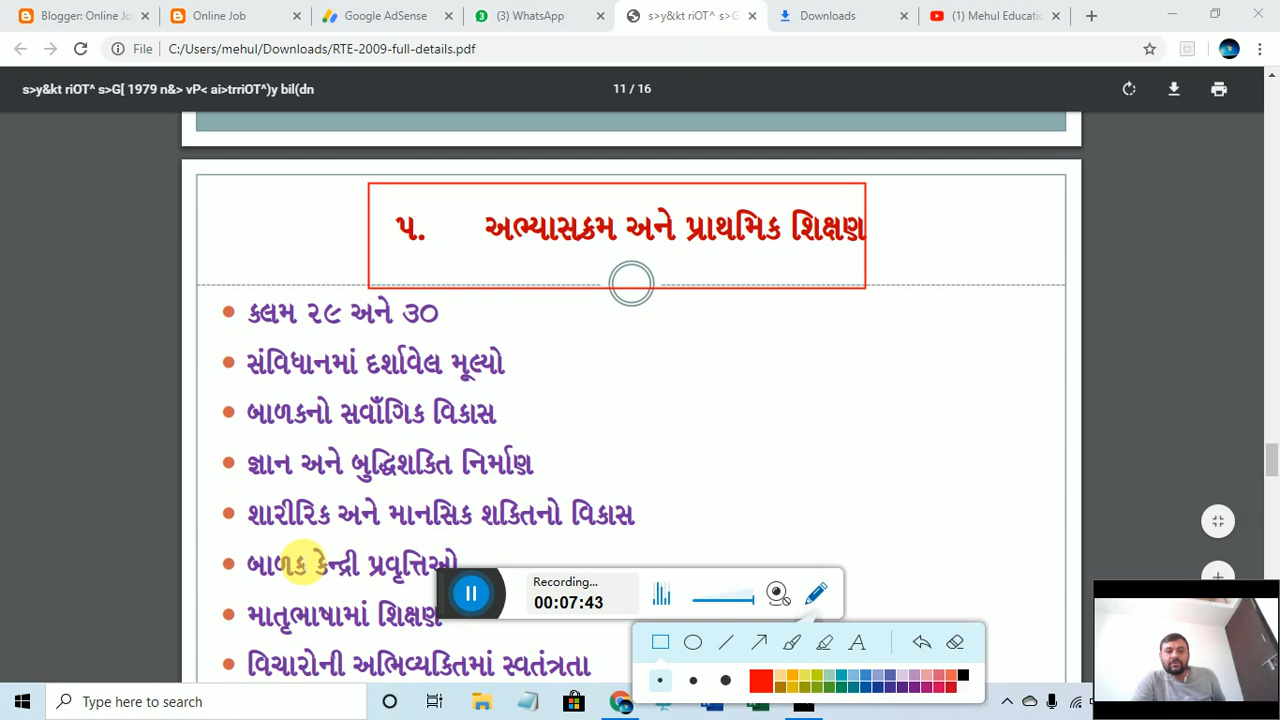 Blogger: Online Jo
Online Job
Google AdSense
(3) WhatsApp
s>y&kt riOT^ s>G
Downloads
(1) Mehul Educati
File
C:/Users/mehul/Downloads/RTE-2009-full-details.pdf
s>y&kt riOT^ s>G[ 1979 n&> vP< ai>trriOT^)y bil(dn
11 / 16
૫. અભ્યાસક્રમ અને પ્રાથમિક શિક્ષણ
કલમ ૨૯ અને ૩૦
સંવિધાનમાં દર્શાવેલ મૂલ્યો
બાળકનો સર્વાંગિક વિકાસ
જ્ઞાન અને બુદ્ધિશક્તિ નિર્માણ
શારીરિક અને માનસિક શક્તિનો વિકાસ
બાળક કેન્દ્રી પ્રવૃત્તિઓ
માતૃભાષામાં શિક્ષણ
વિચારોની અભિવ્યક્તિમાં સ્વતંત્રતા
Recording...
00:07:43
A
Type here to search